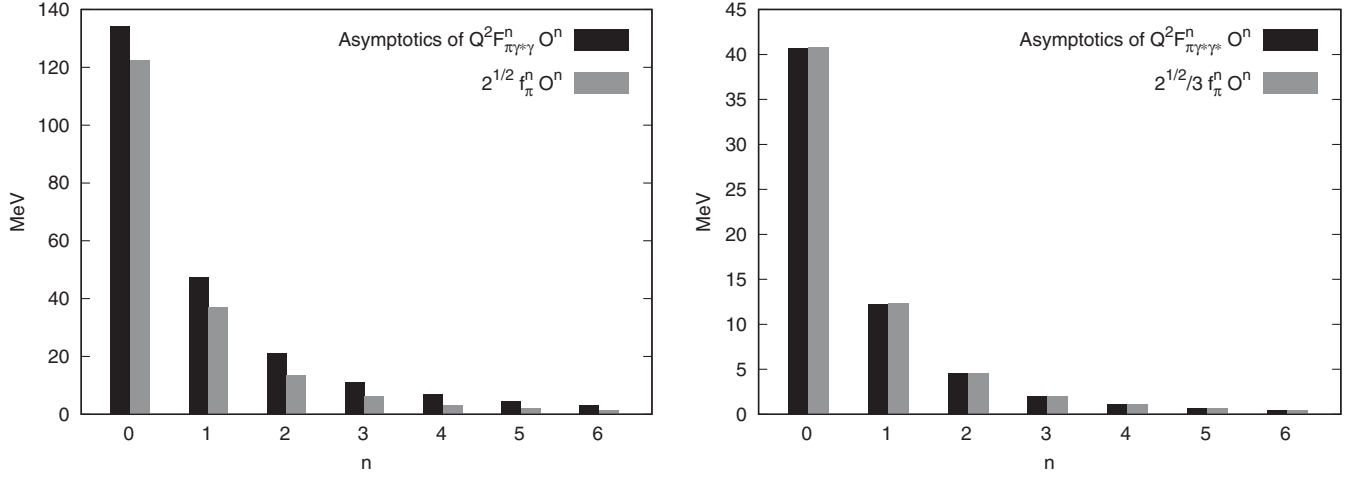 140
120
100
80
60
40
20
0
MeV
Asymptotics of Q²Fⁿπγ*γ Oⁿ
2^1/2 fⁿπ Oⁿ
0 1 2 3 4 5 6
n
45
40
35
30
25
20
15
10
5
0
MeV
Asymptotics of Q²Fⁿπγ*γ* Oⁿ
2^1/2/3 fⁿπ Oⁿ
0 1 2 3 4 5 6
n